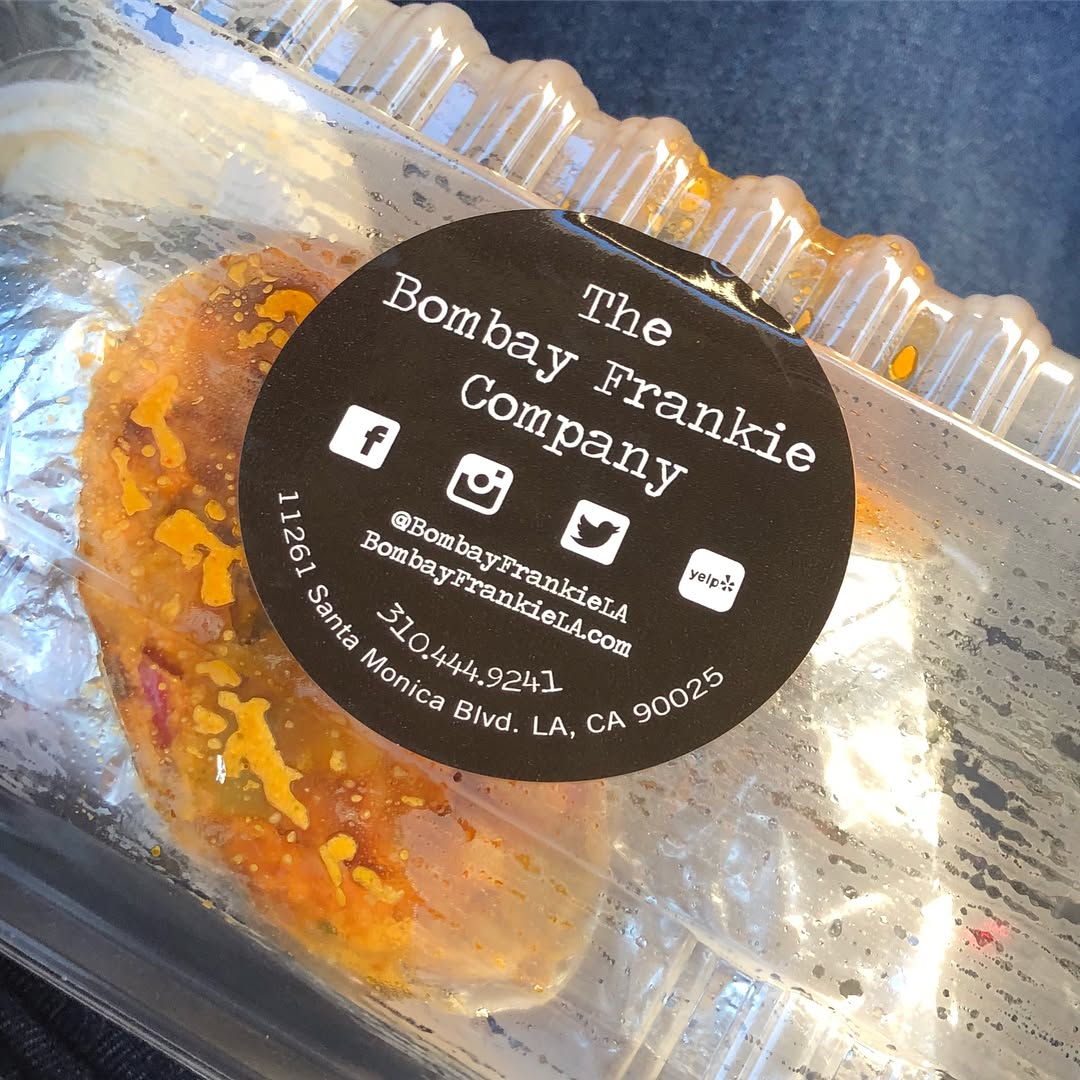 The
Bombay Frankie
Company
f
yelp
@BombayFrankieLA
BombayFrankieLA.com
310.444.9241
11261 Santa Monica Blvd. LA, CA 90025